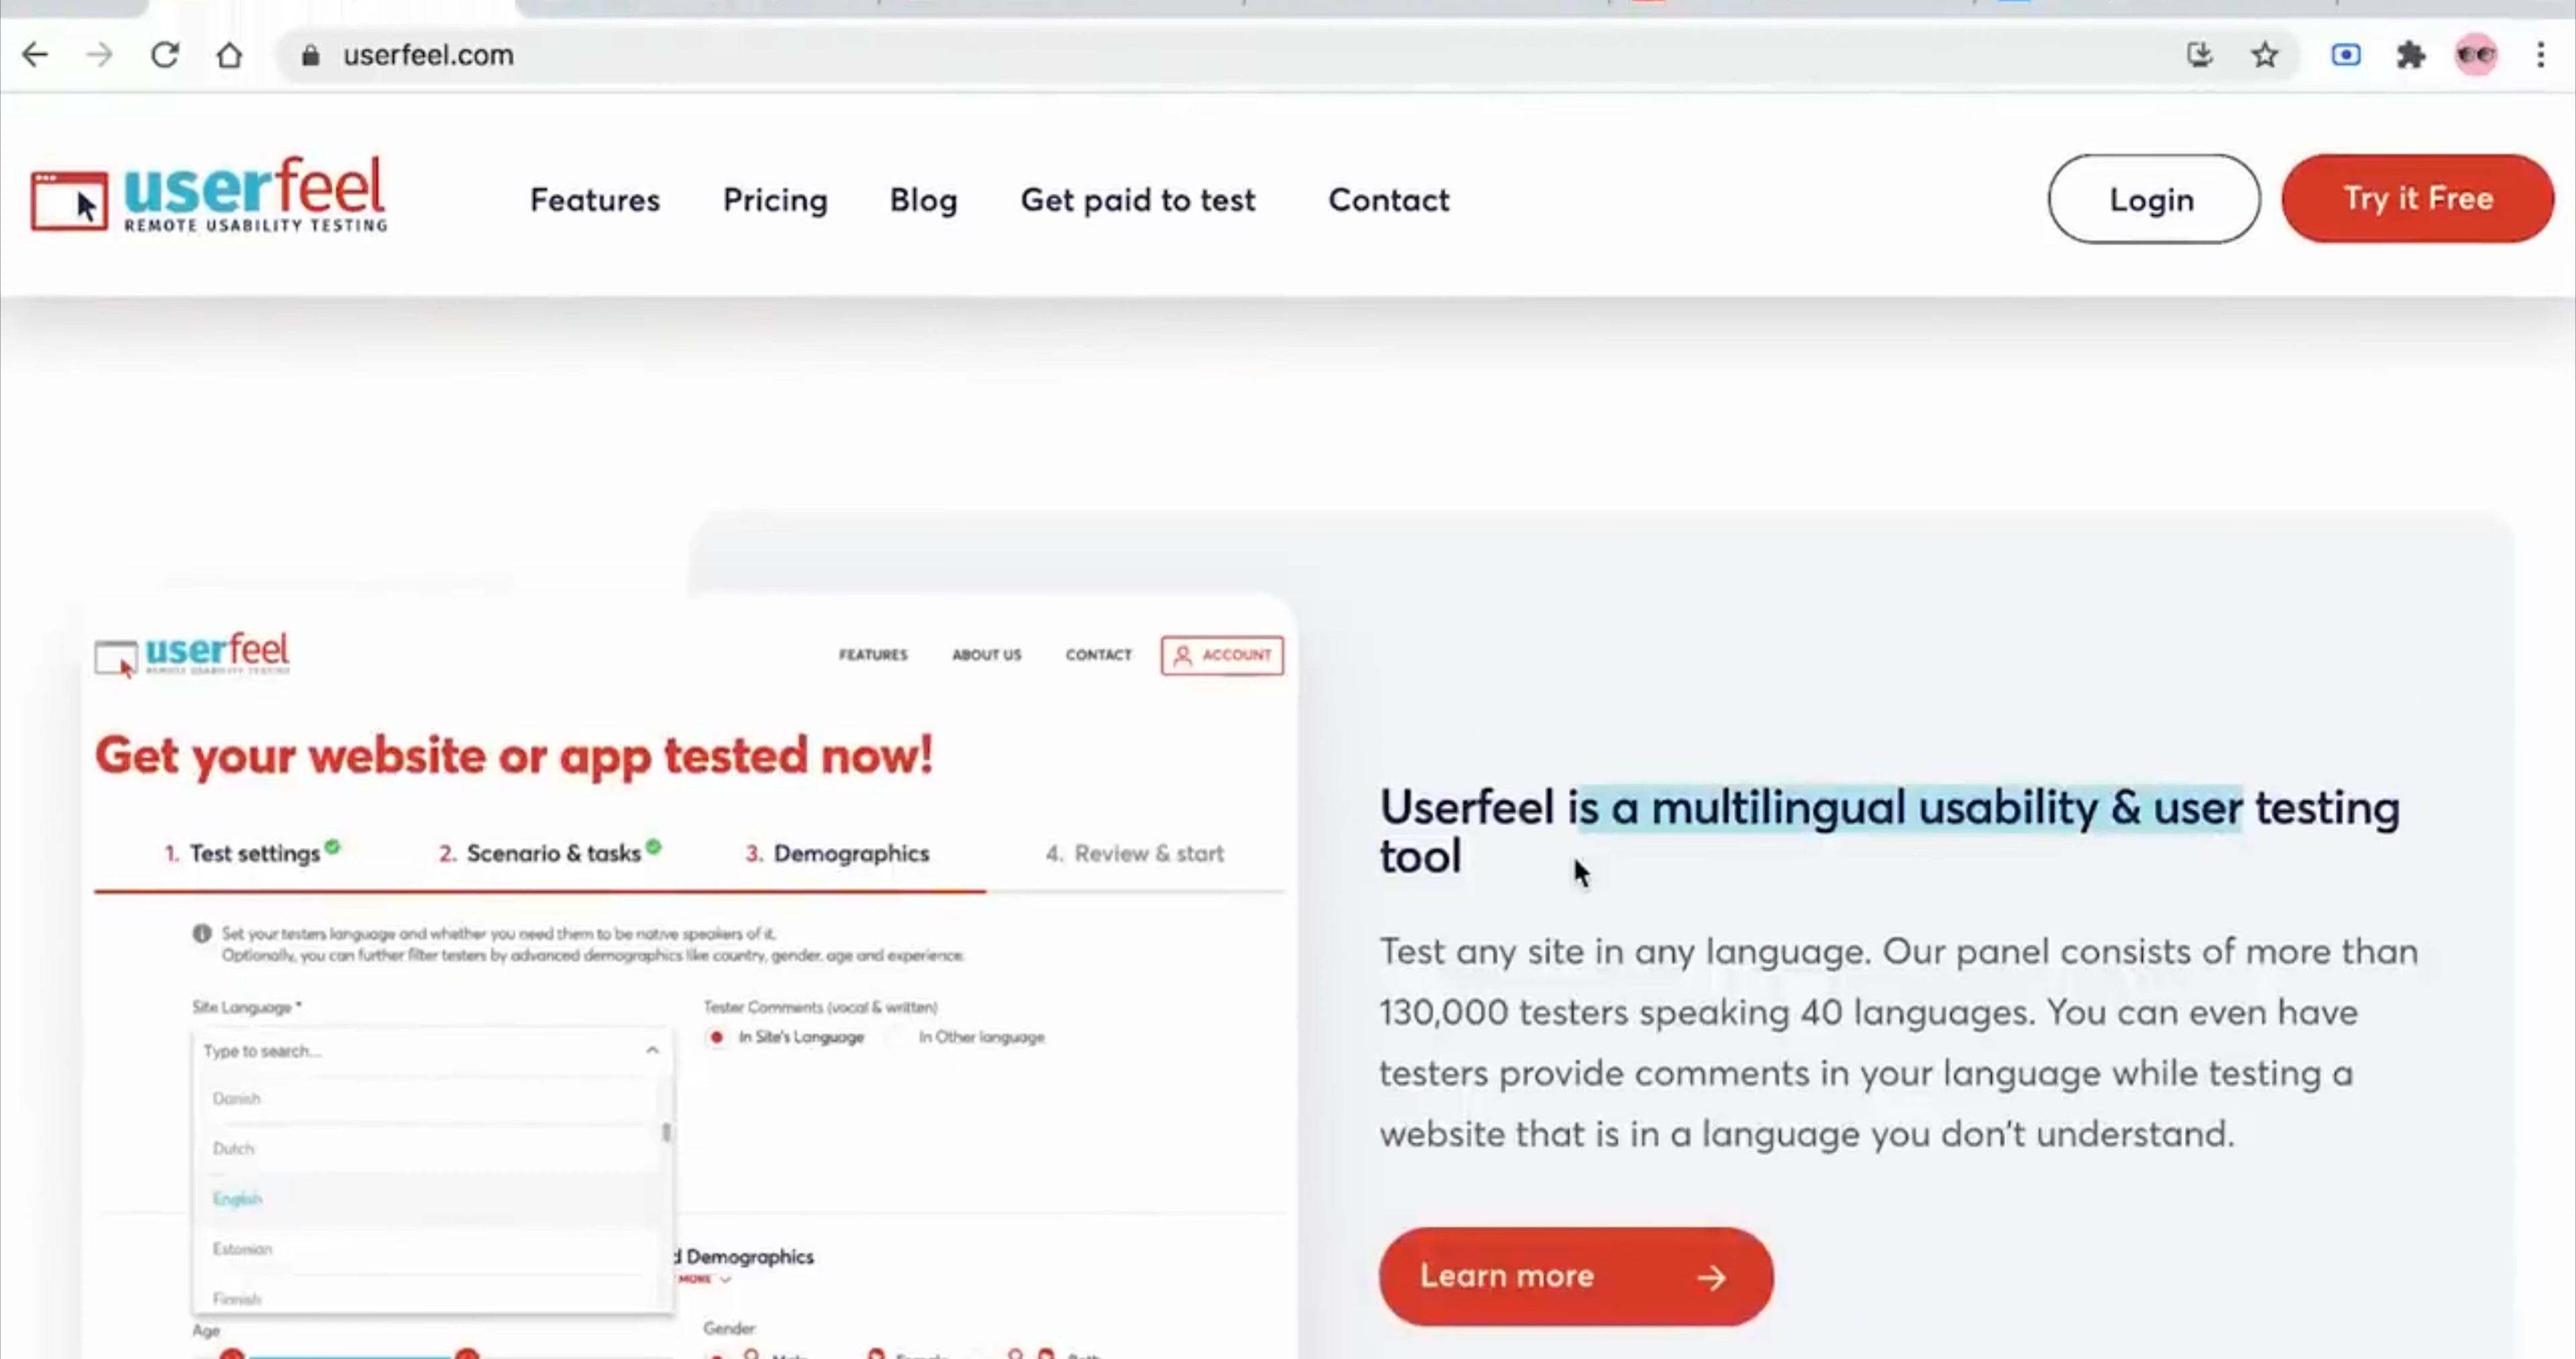 userfeel.com
userfeel
REMOTE USABILITY TESTING
Features
Pricing
Blog
Get paid to test
Contact
Login
Try it Free
userfeel
REMOTE USABILITY TESTING
FEATURES
ABOUT US
CONTACT
ACCOUNT
Get your website or app tested now!
1. Test settings
2. Scenario & tasks
3. Demographics
4. Review & start
Set your testers language and whether you need them to be native speakers of it.
Optionally, you can further filter testers by advanced demographics like country, gender, age and experience.
Site Language *
Type to search...
Danish
Dutch
English
Estonian
Finnish
Tester Comments (vocal & written)
In Site's Language
In Other language
d Demographics
MORE
Age
Gender
Userfeel is a multilingual usability & user testing
tool
Test any site in any language. Our panel consists of more than
130,000 testers speaking 40 languages. You can even have
testers provide comments in your language while testing a
website that is in a language you don't understand.
Learn more